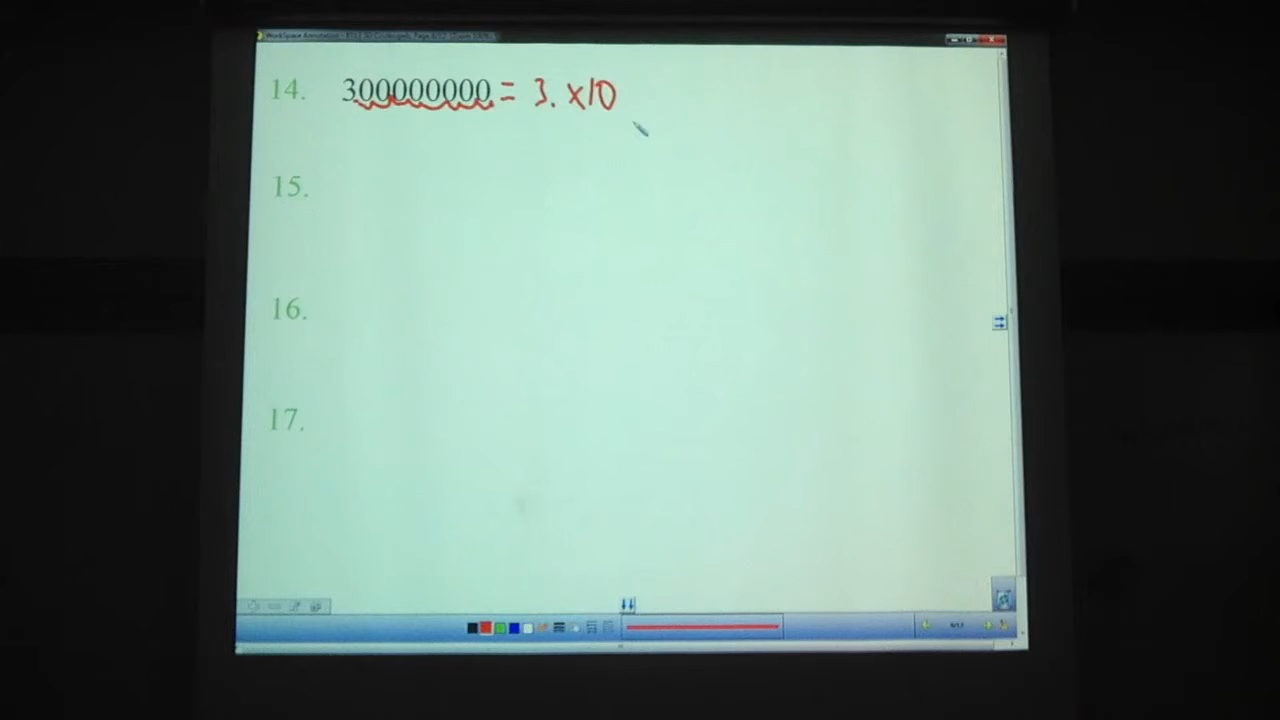 14. 300000000 = 3. x10
15.
16.
17.